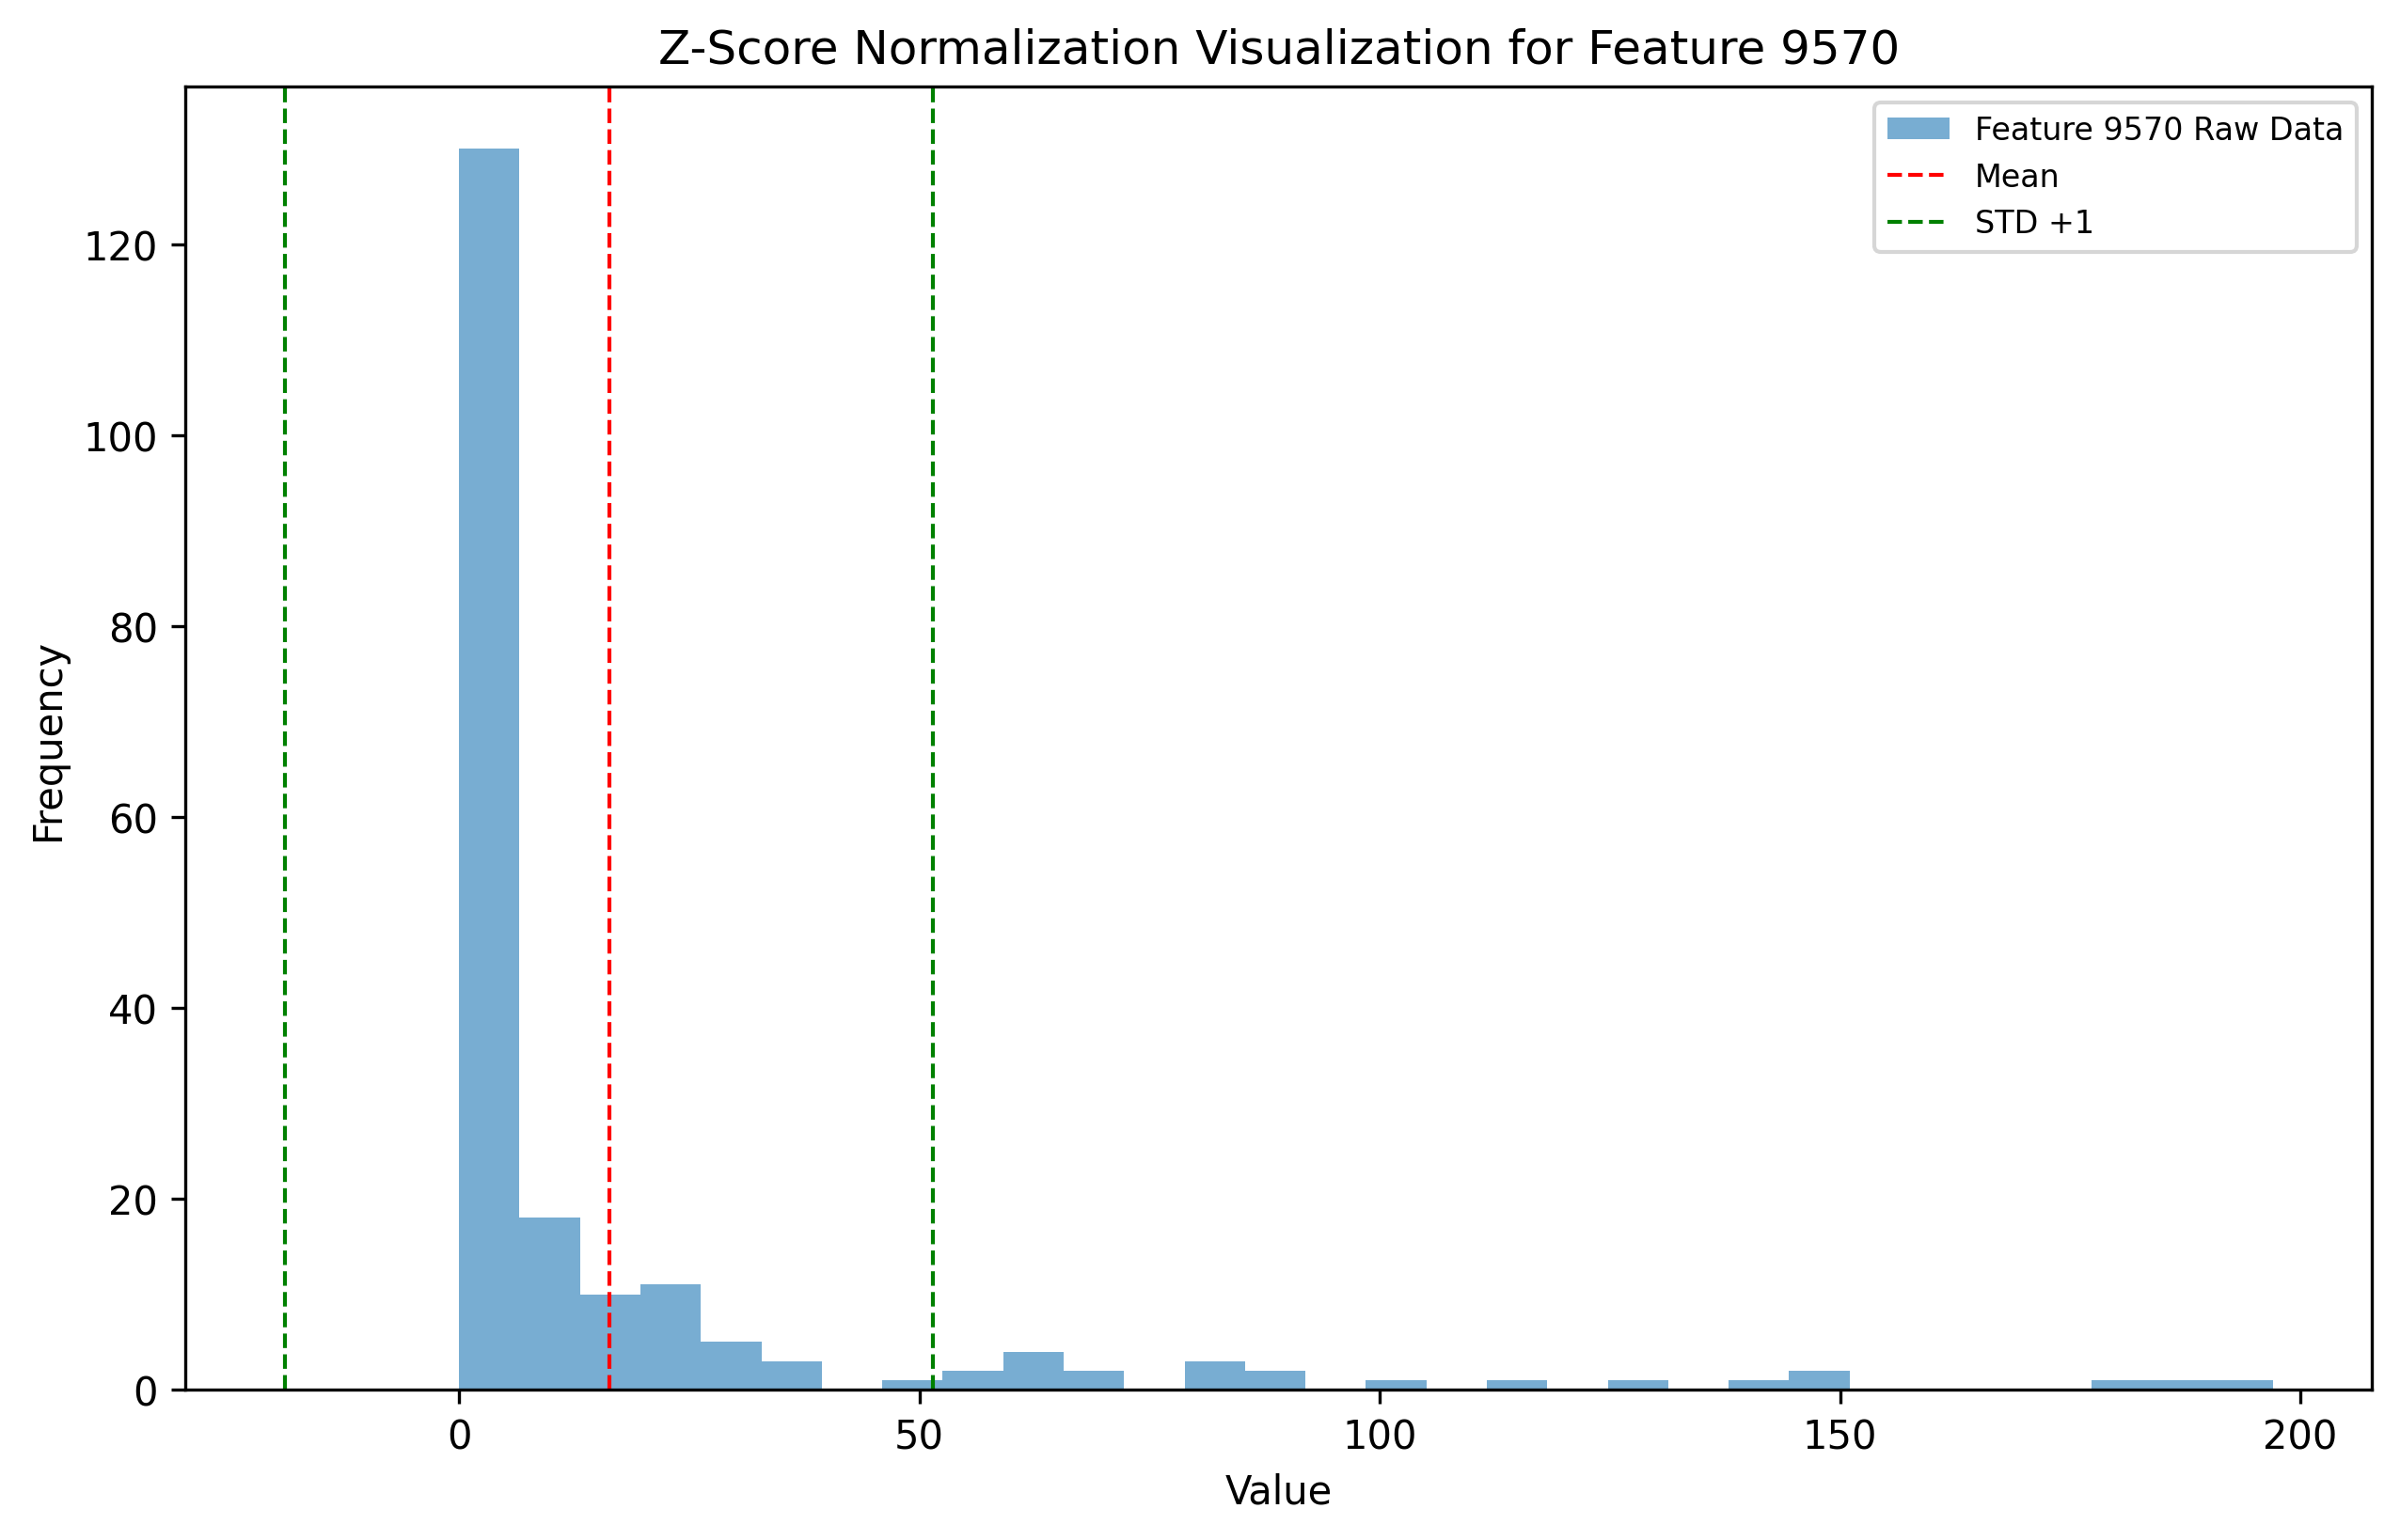 Z-Score Normalization Visualization for Feature 9570
Feature 9570 Raw Data
Mean
STD +1
120
100
80
60
40
20
0
Frequency
0 50 100 150 200
Value